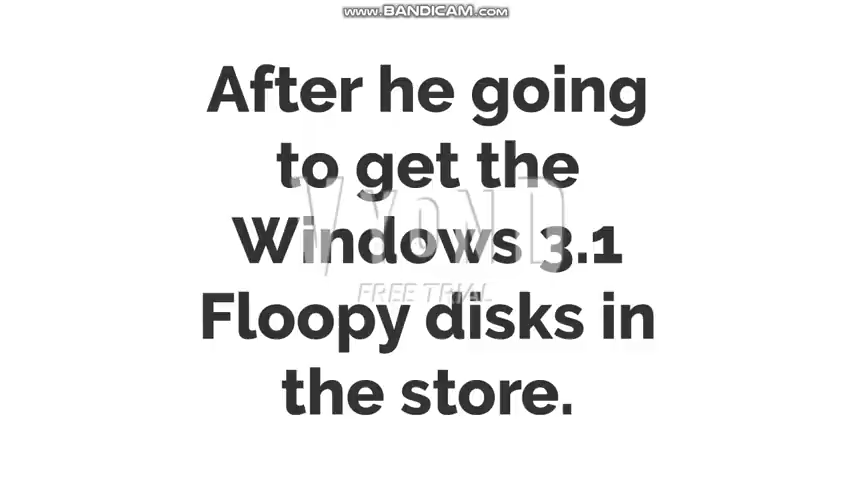 www.BANDICAM.com
After he going
to get the
Windows 3.1
Floopy disks in
the store.
VYOND
FREE TRIAL